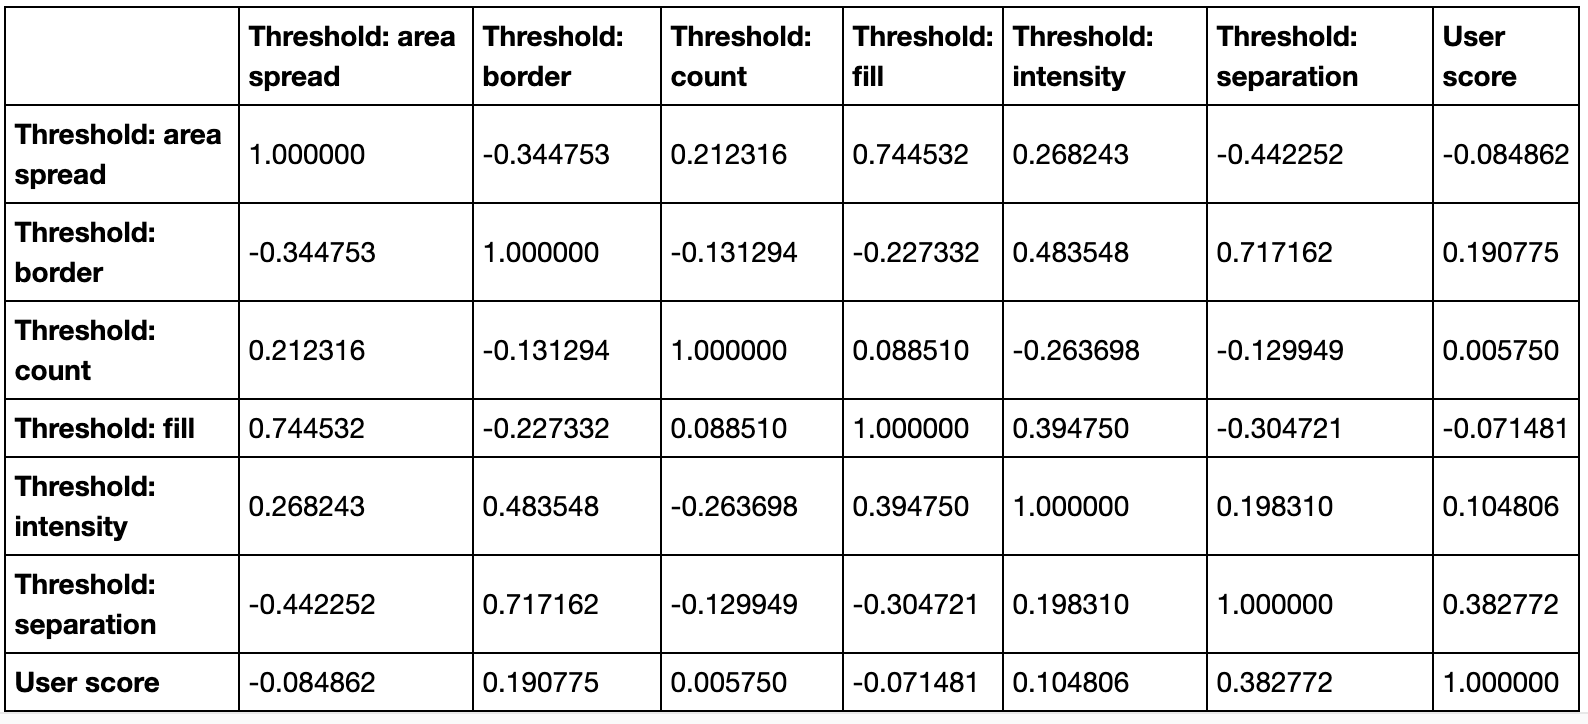 Threshold: area spread | Threshold: border | Threshold: count | Threshold: fill | Threshold: intensity | Threshold: separation | User score
Threshold: area spread | 1.000000 | -0.344753 | 0.212316 | 0.744532 | 0.268243 | -0.442252 | -0.084862
Threshold: border | -0.344753 | 1.000000 | -0.131294 | -0.227332 | 0.483548 | 0.717162 | 0.190775
Threshold: count | 0.212316 | -0.131294 | 1.000000 | 0.088510 | -0.263698 | -0.129949 | 0.005750
Threshold: fill | 0.744532 | -0.227332 | 0.088510 | 1.000000 | 0.394750 | -0.304721 | -0.071481
Threshold: intensity | 0.268243 | 0.483548 | -0.263698 | 0.394750 | 1.000000 | 0.198310 | 0.104806
Threshold: separation | -0.442252 | 0.717162 | -0.129949 | -0.304721 | 0.198310 | 1.000000 | 0.382772
User score | -0.084862 | 0.190775 | 0.005750 | -0.071481 | 0.104806 | 0.382772 | 1.000000